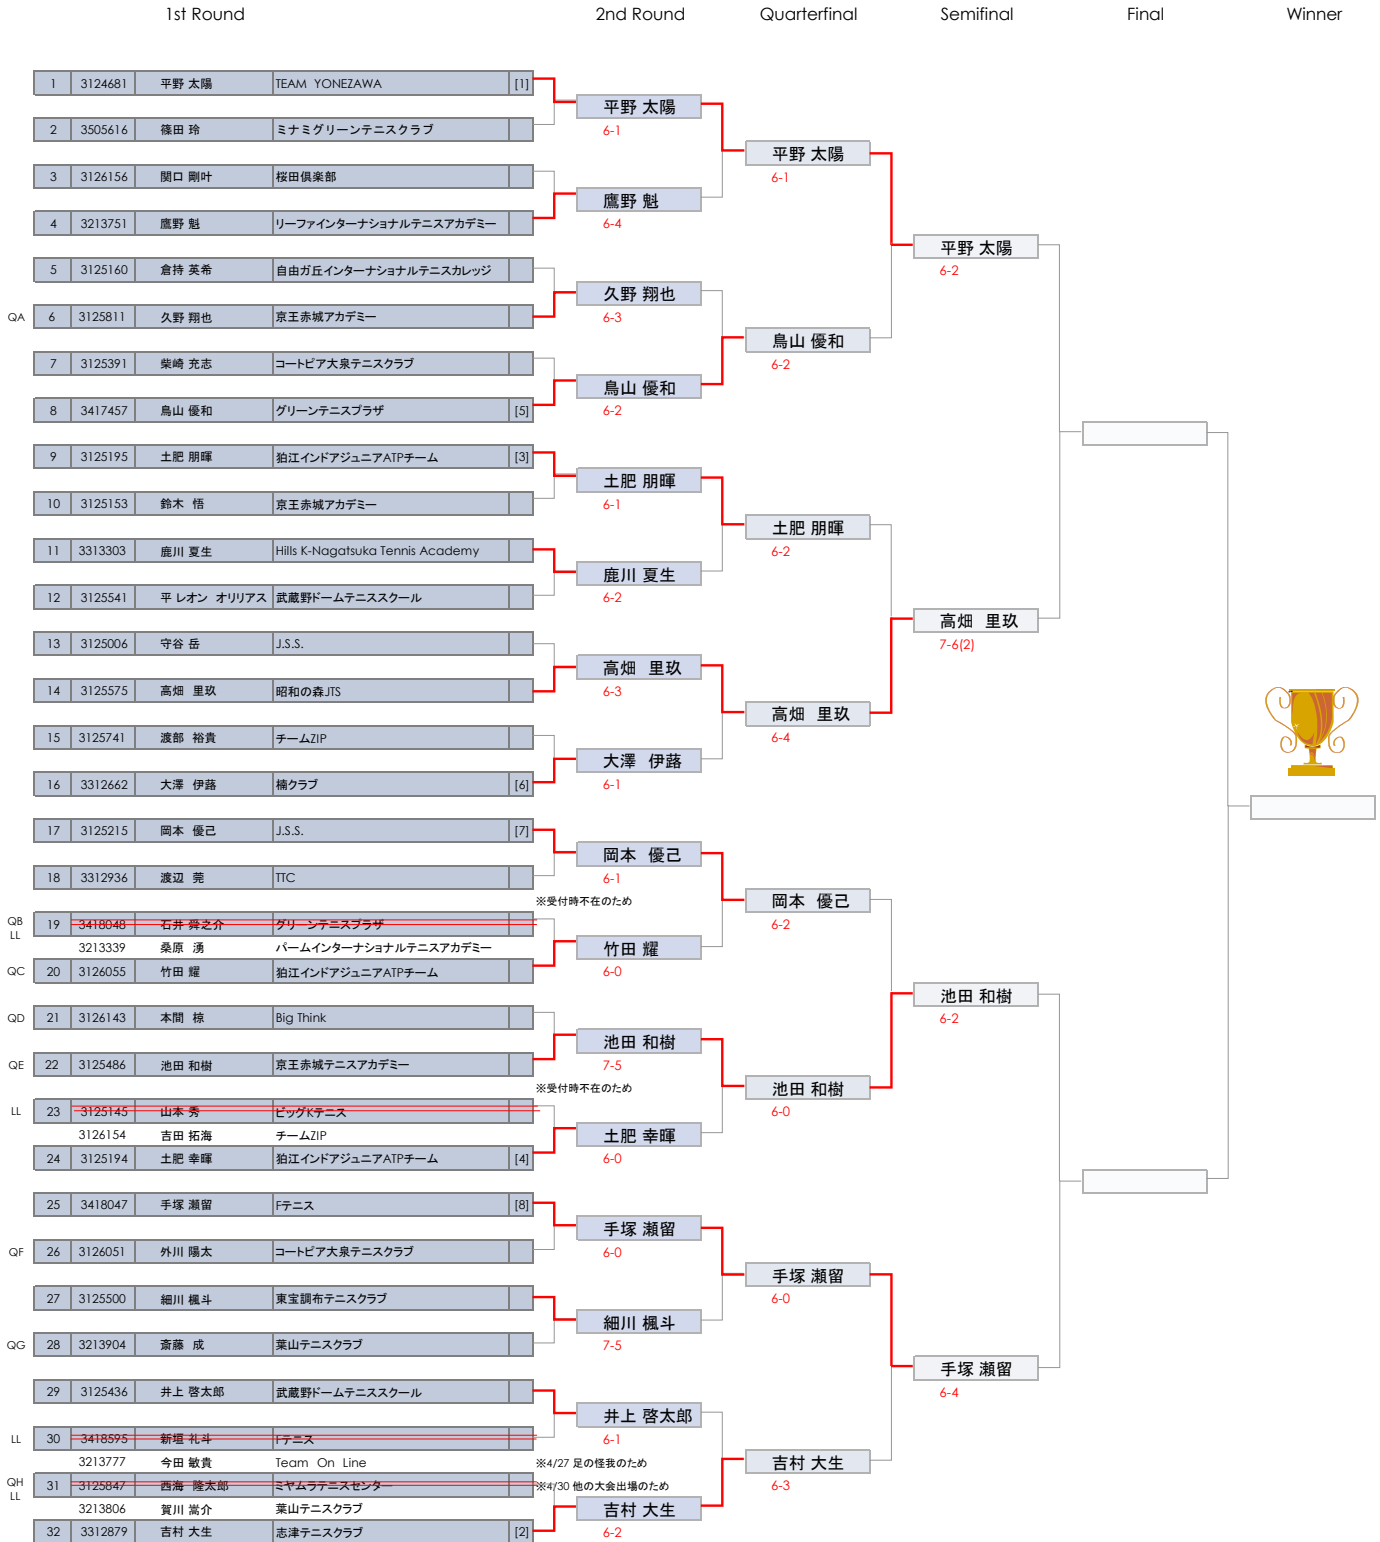 1st Round 2nd Round Quarterfinal Semifinal Final Winner
1 3124681 平野 太陽 TEAM YONEZAWA [1]
平野 太陽
2 3505616 篠田 玲 ミナミグリーンテニスクラブ 6-1
平野 太陽
3 3126156 関口 剛叶 桜田倶楽部 6-1
鷹野 魁
4 3213751 鷹野 魁 リーファインターナショナルテニスアカデミー 6-4
平野 太陽
5 3125160 倉持 英希 自由ガ丘インターナショナルテニスカレッジ 6-2
久野 翔也
QA 6 3125811 久野 翔也 京王赤城アカデミー 6-3
鳥山 優和
7 3125391 柴崎 充志 コートピア大泉テニスクラブ 6-2
鳥山 優和
8 3417457 鳥山 優和 グリーンテニスプラザ [5] 6-2
9 3125195 土肥 朋暉 狛江インドアジュニアATPチーム [3]
土肥 朋暉
10 3125153 鈴木 悟 京王赤城アカデミー 6-1
土肥 朋暉
11 3313303 鹿川 夏生 Hills K-Nagatsuka Tennis Academy 6-2
鹿川 夏生
12 3125541 平 レオン オリリアス 武蔵野ドームテニススクール 6-2
高畑 里玖
13 3125006 守谷 岳 J.S.S. 7-6(2)
高畑 里玖
14 3125575 高畑 里玖 昭和の森JTS 6-3
高畑 里玖
15 3125741 渡部 裕貴 チームZIP 6-4
大澤 伊蕗
16 3312662 大澤 伊蕗 楠クラブ [6] 6-1
17 3125215 岡本 優己 J.S.S. [7]
岡本 優己
18 3312936 渡辺 莞 TTC 6-1
※受付時不在のため 岡本 優己
QB LL 19 3418048 石井 舜之介 グリーンテニスプラザ 6-2
3213339 桑原 湧 パームインターナショナルテニスアカデミー 竹田 耀
QC 20 3126055 竹田 耀 狛江インドアジュニアATPチーム 6-0
池田 和樹
QD 21 3126143 本間 椋 Big Think 6-2
池田 和樹
QE 22 3125486 池田 和樹 京王赤城テニスアカデミー 7-5
※受付時不在のため 池田 和樹
LL 23 3125145 山本 秀 ビッグKテニス 6-0
3126154 吉田 拓海 チームZIP 土肥 幸暉
24 3125194 土肥 幸暉 狛江インドアジュニアATPチーム [4] 6-0
25 3418047 手塚 瀬留 Fテニス [8]
手塚 瀬留
QF 26 3126051 外川 陽太 コートピア大泉テニスクラブ 6-0
手塚 瀬留
27 3125500 細川 楓斗 東宝調布テニスクラブ 6-0
細川 楓斗
QG 28 3213904 斎藤 成 葉山テニスクラブ 7-5
手塚 瀬留
29 3125436 井上 啓太郎 武蔵野ドームテニススクール 6-4
井上 啓太郎
LL 30 3418595 新垣 礼斗 Fテニス 6-1
3213777 今田 敏貴 Team On Line ※4/27 足の怪我のため 吉村 大生
QH LL 31 3125847 西海 隆太郎 ミヤムラテニスセンター ※4/30 他の大会出場のため 6-3
3213806 賀川 嵩介 葉山テニスクラブ 吉村 大生
32 3312879 吉村 大生 志津テニスクラブ [2] 6-2